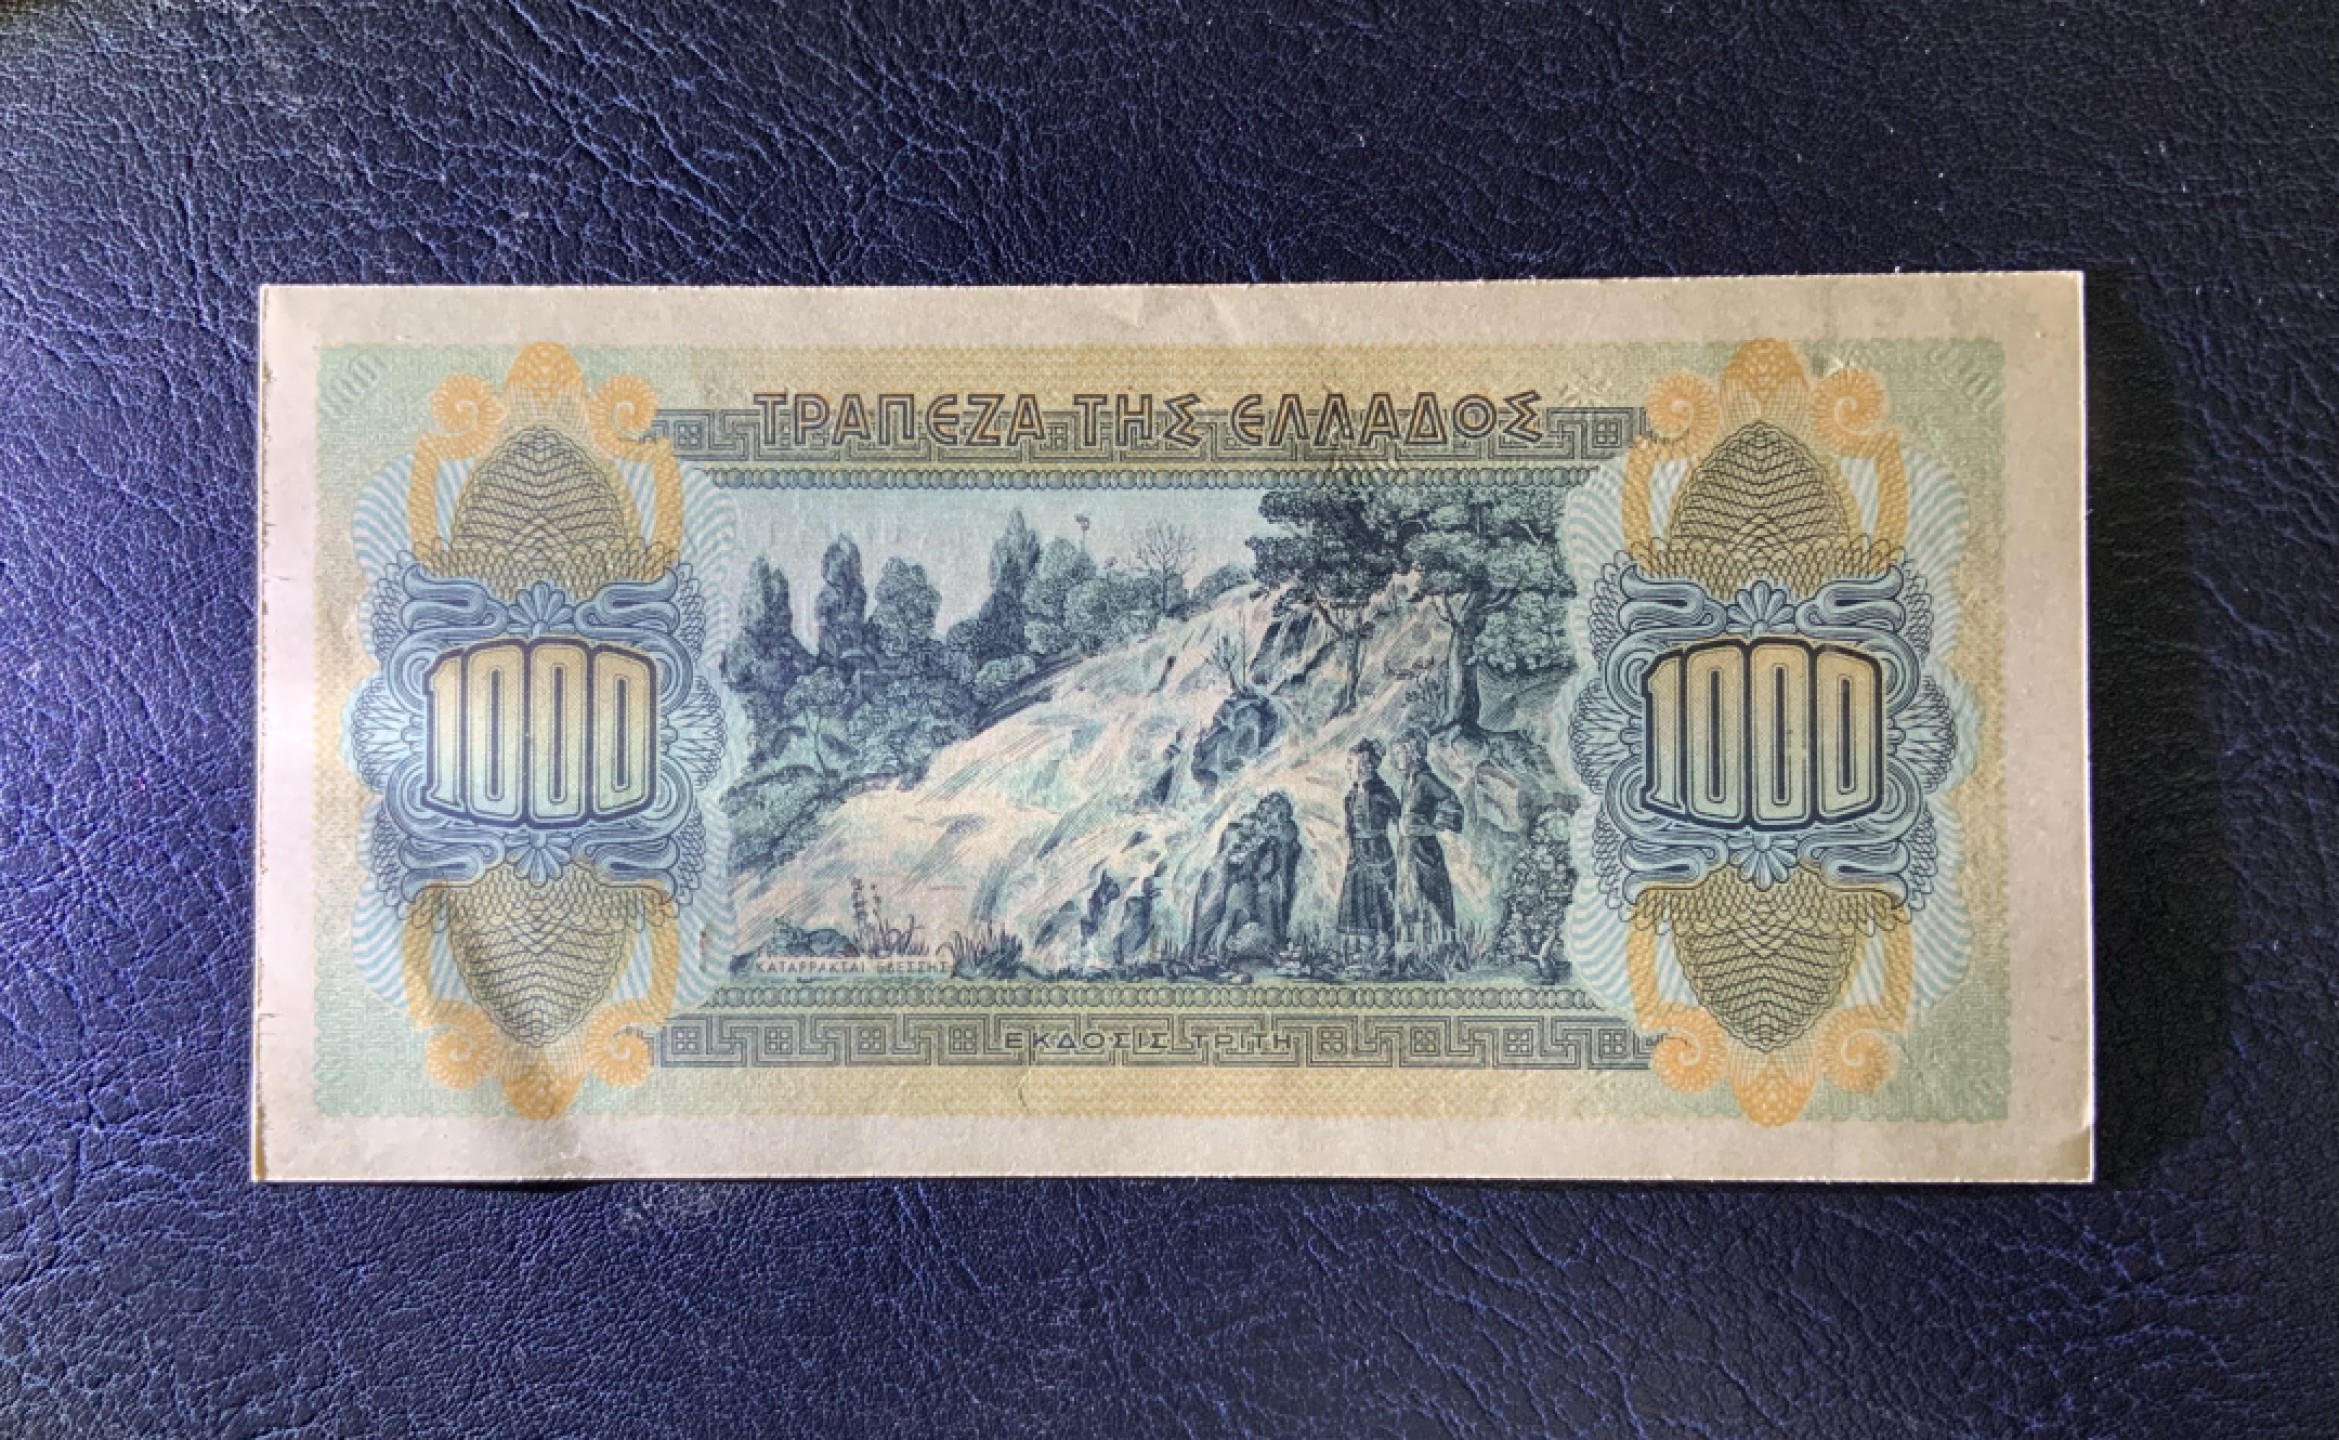 ΤΡΑΠΕΖΑ ΤΗΣ ΕΛΛΑΔΟΣ
1000
1000
ΚΑΤΑΡΡΑΚΤΑΙ ΕΔΕΣΣΗΣ
ΕΚΔΟΣΙΣ ΤΡΙΤΗ